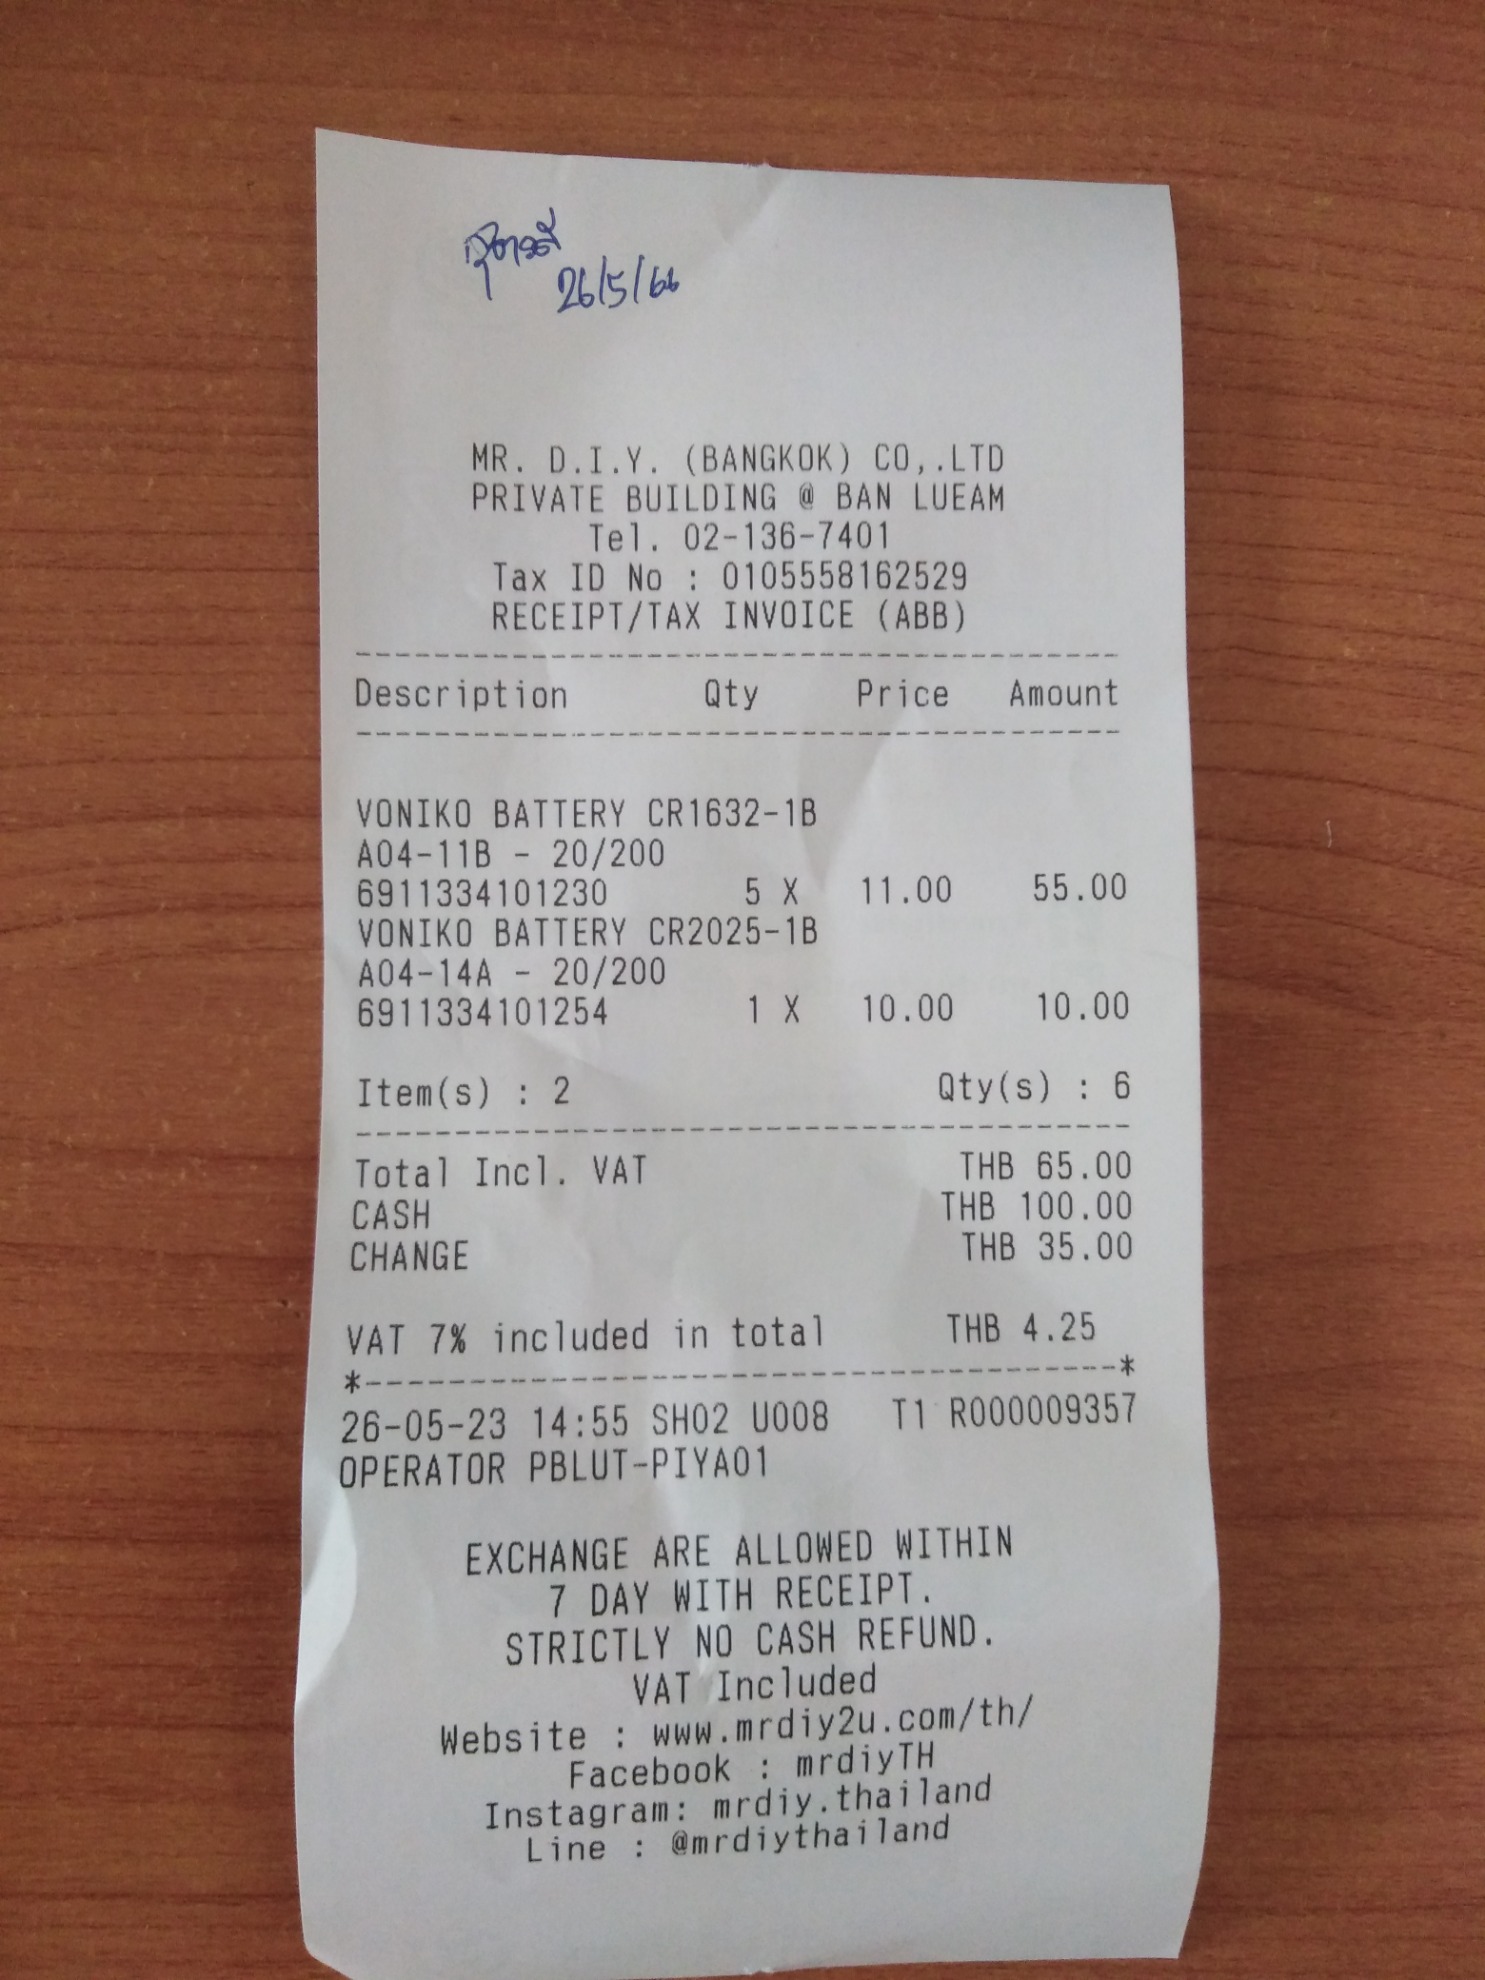 26/5/66
MR. D.I.Y. (BANGKOK) CO,.LTD
PRIVATE BUILDING @ BAN LUEAM
Tel. 02-136-7401
Tax ID No : 0105558162529
RECEIPT/TAX INVOICE (ABB)
Description Qty Price Amount
VONIKO BATTERY CR1632-1B
A04-11B - 20/200
6911334101230 5 X 11.00 55.00
VONIKO BATTERY CR2025-1B
A04-14A - 20/200
6911334101254 1 X 10.00 10.00
Item(s) : 2 Qty(s) : 6
Total Incl. VAT THB 65.00
CASH THB 100.00
CHANGE THB 35.00
VAT 7% included in total THB 4.25
26-05-23 14:55 SH02 U008 T1 R000009357
OPERATOR PBLUT-PIYA01
EXCHANGE ARE ALLOWED WITHIN
7 DAY WITH RECEIPT.
STRICTLY NO CASH REFUND.
VAT Included
Website : www.mrdiy2u.com/th/
Facebook : mrdiyTH
Instagram: mrdiy.thailand
Line : @mrdiythailand